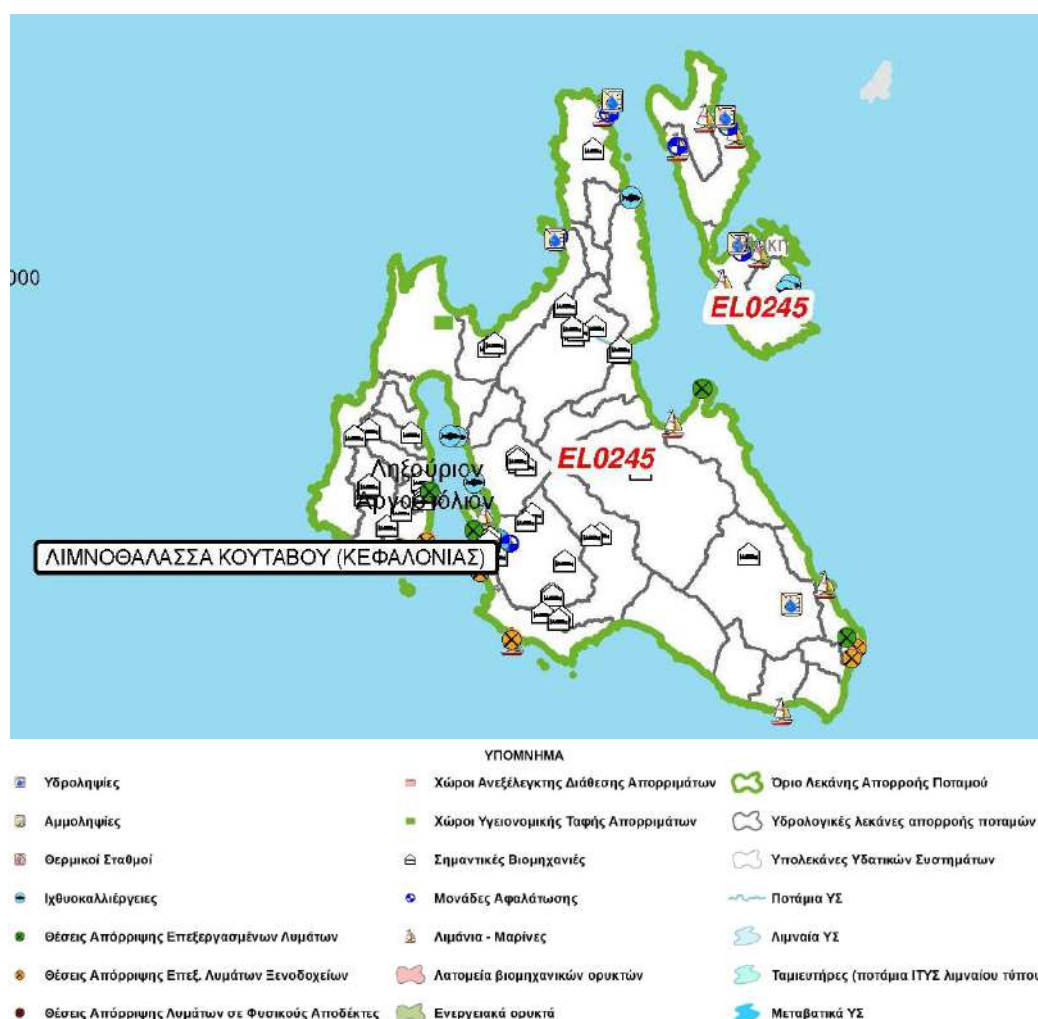 000
EL0245
EL0245
Ληξούριον
Αργοστόλιον
ΛΙΜΝΟΘΑΛΑΣΣΑ ΚΟΥΤΑΒΟΥ (ΚΕΦΑΛΟΝΙΑΣ)
ΥΠΟΜΝΗΜΑ
Υδροληψίες
Χώροι Ανεξέλεγκτης Διάθεσης Απορριμάτων
Όριο Λεκάνης Απορροής Ποταμού
Αμμοληψίες
Χώροι Υγειονομικής Ταφής Απορριμάτων
Υδρολογικές λεκάνες απορροής ποταμών
Θερμικοί Σταθμοί
Σημαντικές Βιομηχανιές
Υπολεκάνες Υδατικών Συστημάτων
Ιχθυοκαλλιέργειες
Μονάδες Αφαλάτωσης
Ποτάμια ΥΣ
Θέσεις Απόρριψης Επεξεργασμένων Λυμάτων
Λιμάνια - Μαρίνες
Λιμναία ΥΣ
Θέσεις Απόρριψης Επεξ. Λυμάτων Ξενοδοχείων
Λατομεία βιομηχανικών ορυκτών
Ταμιευτήρες (ποτάμια ΙΤΥΣ λιμναίου τύπου
Θέσεις Απόρριψης Λυμάτων σε Φυσικούς Αποδέκτες
Ενεργειακά ορυκτά
Μεταβατικά ΥΣ